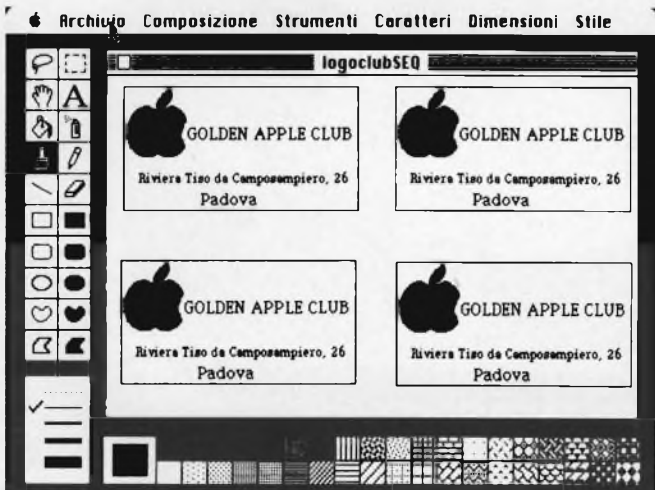 Archivio Composizione Strumenti Caratteri Dimensioni Stile
logoclubSEQ
A
GOLDEN APPLE CLUB
Riviera Tiso da Camposampiero, 26
Padova
GOLDEN APPLE CLUB
Riviera Tiso da Camposampiero, 26
Padova
GOLDEN APPLE CLUB
Riviera Tiso da Camposampiero, 26
Padova
GOLDEN APPLE CLUB
Riviera Tiso da Camposampiero, 26
Padova